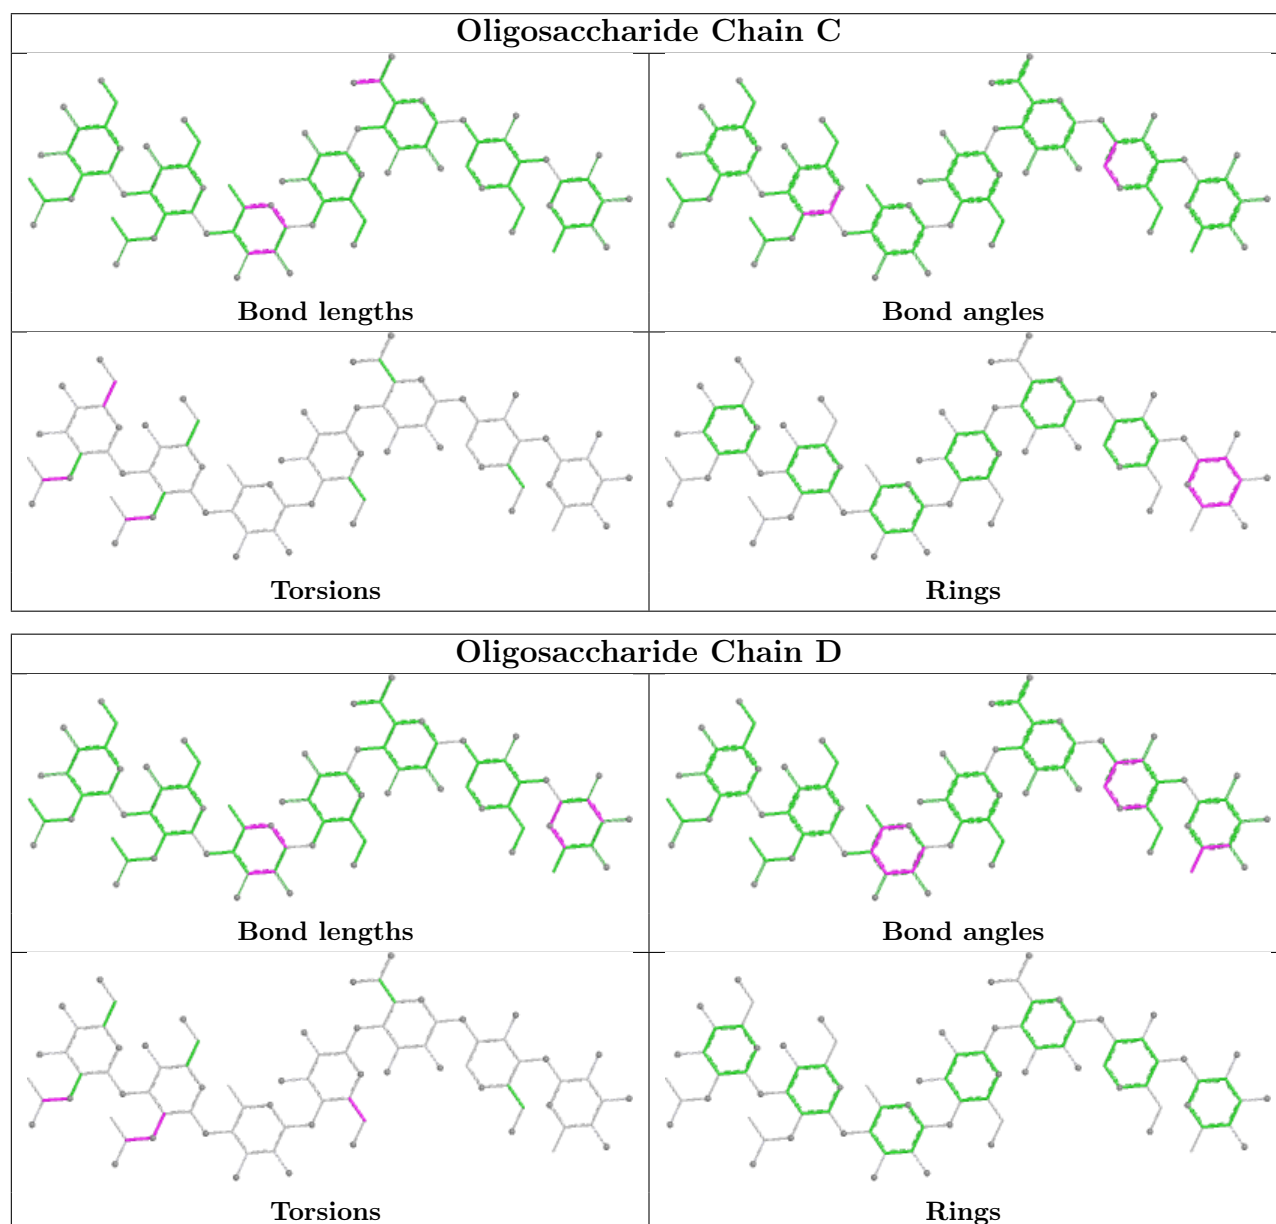 Oligosaccharide Chain C
Bond lengths
Bond angles
Torsions
Rings
Oligosaccharide Chain D
Bond lengths
Bond angles
Torsions
Rings